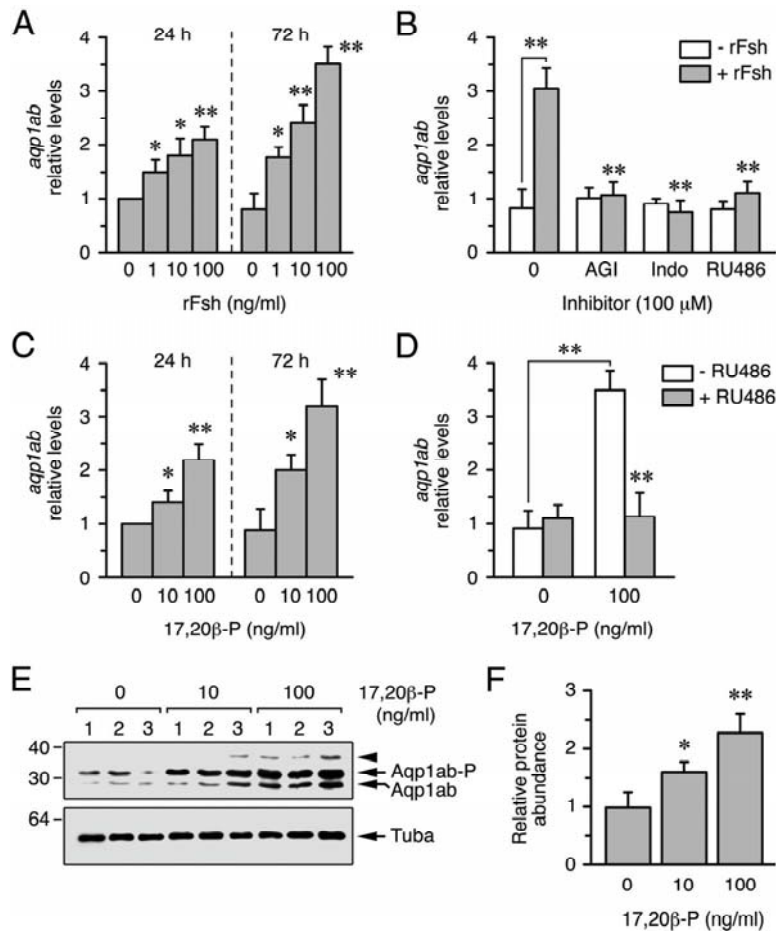 A
24 h
72 h
4
3
2
1
0
aqp1ab
relative levels
* * ** * ** **
0 1 10 100 0 1 10 100
rFsh (ng/ml)
B
- rFsh
+ rFsh
4
3
2
1
0
aqp1ab
relative levels
** ** ** **
0 AGI Indo RU486
Inhibitor (100 μM)
C
24 h
72 h
4
3
2
1
0
aqp1ab
relative levels
* ** * **
0 10 100 0 10 100
17,20β-P (ng/ml)
D
- RU486
+ RU486
4
3
2
1
0
aqp1ab
relative levels
** **
0 100
17,20β-P (ng/ml)
E
0 10 100 17,20β-P
(ng/ml)
1 2 3 1 2 3 1 2 3
40
30
Aqp1ab-P
Aqp1ab
64
Tuba
F
3
2
1
0
Relative protein
abundance
* **
0 10 100
17,20β-P (ng/ml)